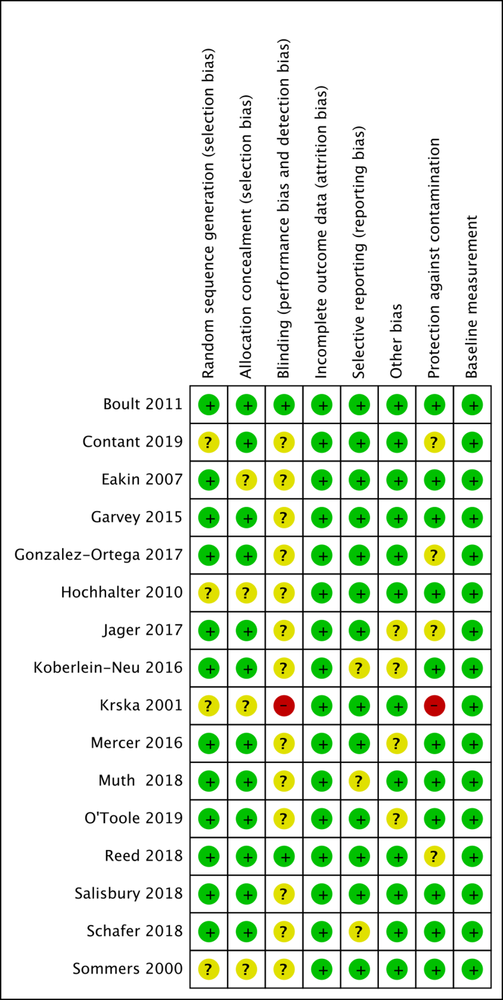 Random sequence generation (selection bias)
Allocation concealment (selection bias)
Blinding (performance bias and detection bias)
Incomplete outcome data (attrition bias)
Selective reporting (reporting bias)
Other bias
Protection against contamination
Baseline measurement
Boult 2011 + + + + + + + +
Contant 2019 ? + ? + + + ? +
Eakin 2007 + ? ? + + + + +
Garvey 2015 + + ? + + + + +
Gonzalez-Ortega 2017 + + ? + + + ? +
Hochhalter 2010 ? ? ? + + + + +
Jager 2017 + + ? + + ? ? +
Koberlein-Neu 2016 + + ? + ? ? + +
Krska 2001 ? ? - + + + - +
Mercer 2016 + + ? + + ? + +
Muth  2018 + + ? + ? + + +
O'Toole 2019 + + ? + + ? + +
Reed 2018 + + + + + + ? +
Salisbury 2018 + + ? + + + + +
Schafer 2018 + + ? + ? + + +
Sommers 2000 ? ? ? + + + + +